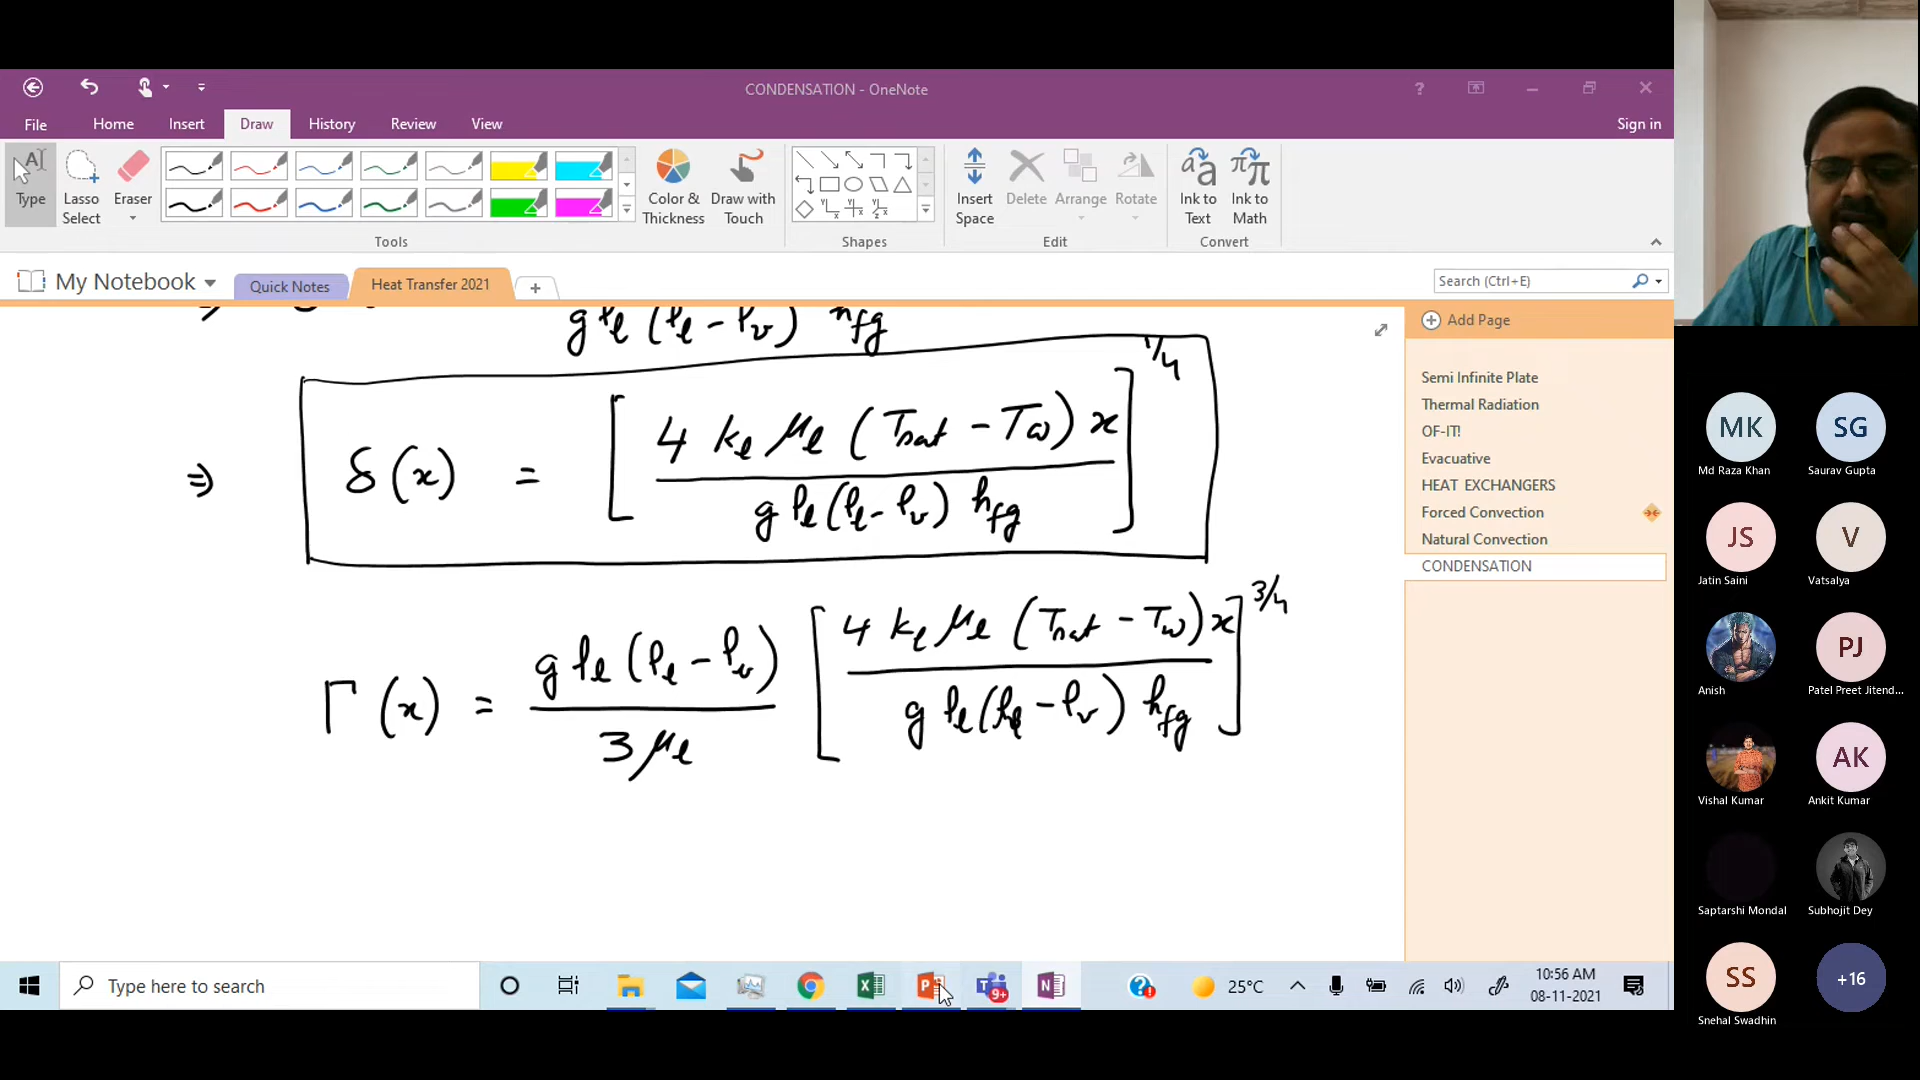 CONDENSATION - OneNote
?
File Home Insert Draw History Review View Sign in
Type Lasso Select Eraser Color & Thickness Draw with Touch Insert Space Delete Arrange Rotate Ink to Text Ink to Math
Tools Shapes Edit Convert
My Notebook Quick Notes Heat Transfer 2021 + Search (Ctrl+E)
g ρℓ (ρℓ - ρv) hfg
⇒ δ(x) = [ 4 kℓ μℓ (Tsat - Tw) x / g ρℓ (ρℓ - ρv) hfg ]^1/4
Γ(x) = g ρℓ (ρℓ - ρv) / 3 μℓ [ 4 kℓ μℓ (Tsat - Tw) x / g ρℓ (ρℓ - ρv) hfg ]^3/4
Add Page
Semi Infinite Plate
Thermal Radiation
OF-IT!
Evacuative
HEAT EXCHANGERS
Forced Convection
Natural Convection
CONDENSATION
MK SG
Md Raza Khan Saurav Gupta
JS V
Jatin Saini Vatsalya
PJ
Anish Patel Preet Jitend...
AK
Vishal Kumar Ankit Kumar
Saptarshi Mondal Subhojit Dey
SS +16
Snehal Swadhin
Type here to search 9+ 25°C 10:56 AM
08-11-2021